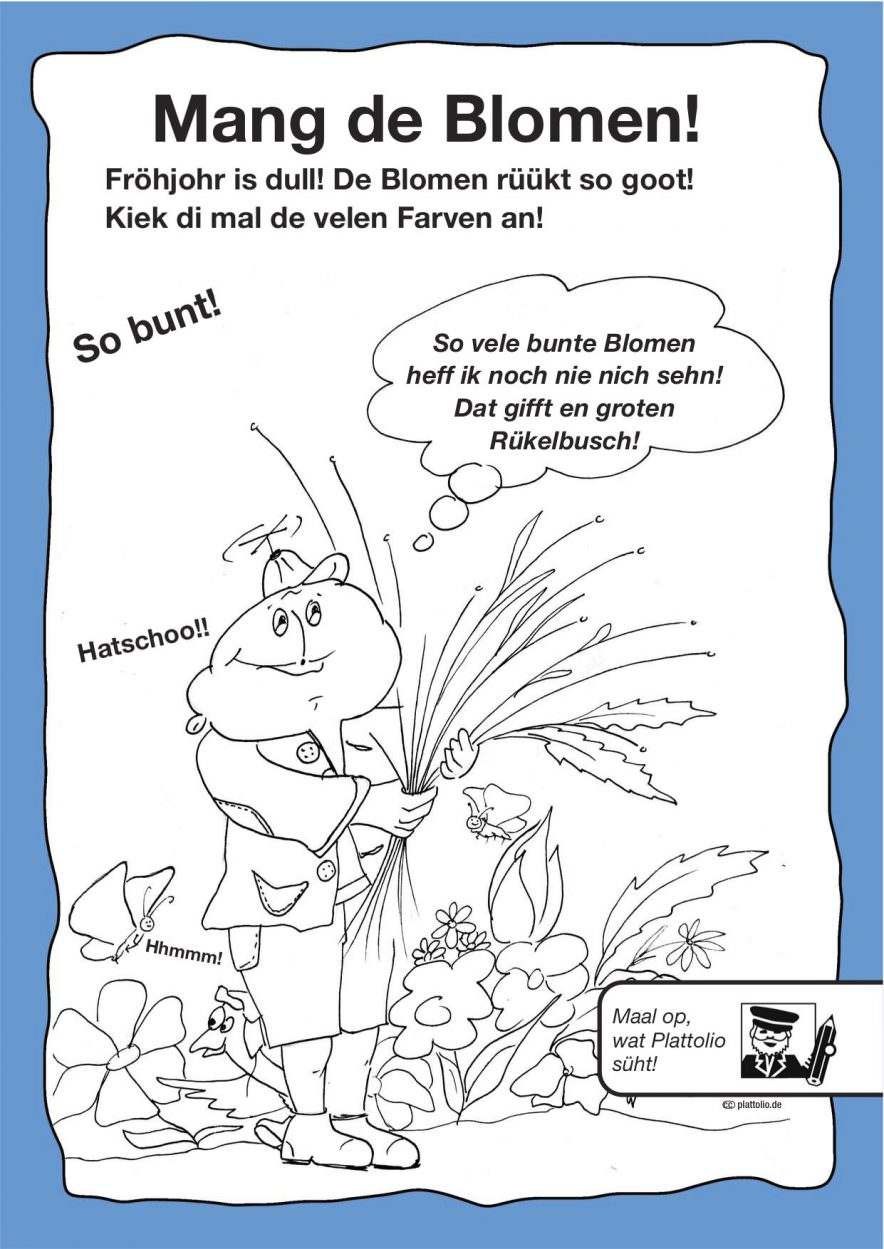 Mang de Blomen!
Fröhjohr is dull! De Blomen rüükt so goot!
Kiek di mal de velen Farven an!
So bunt!
So vele bunte Blomen
heff ik noch nie nich sehn!
Dat gifft en groten
Rükelbusch!
Hatschoo!!
Hhmmm!
Maal op,
wat Plattolio
süht!
cc plattolio.de